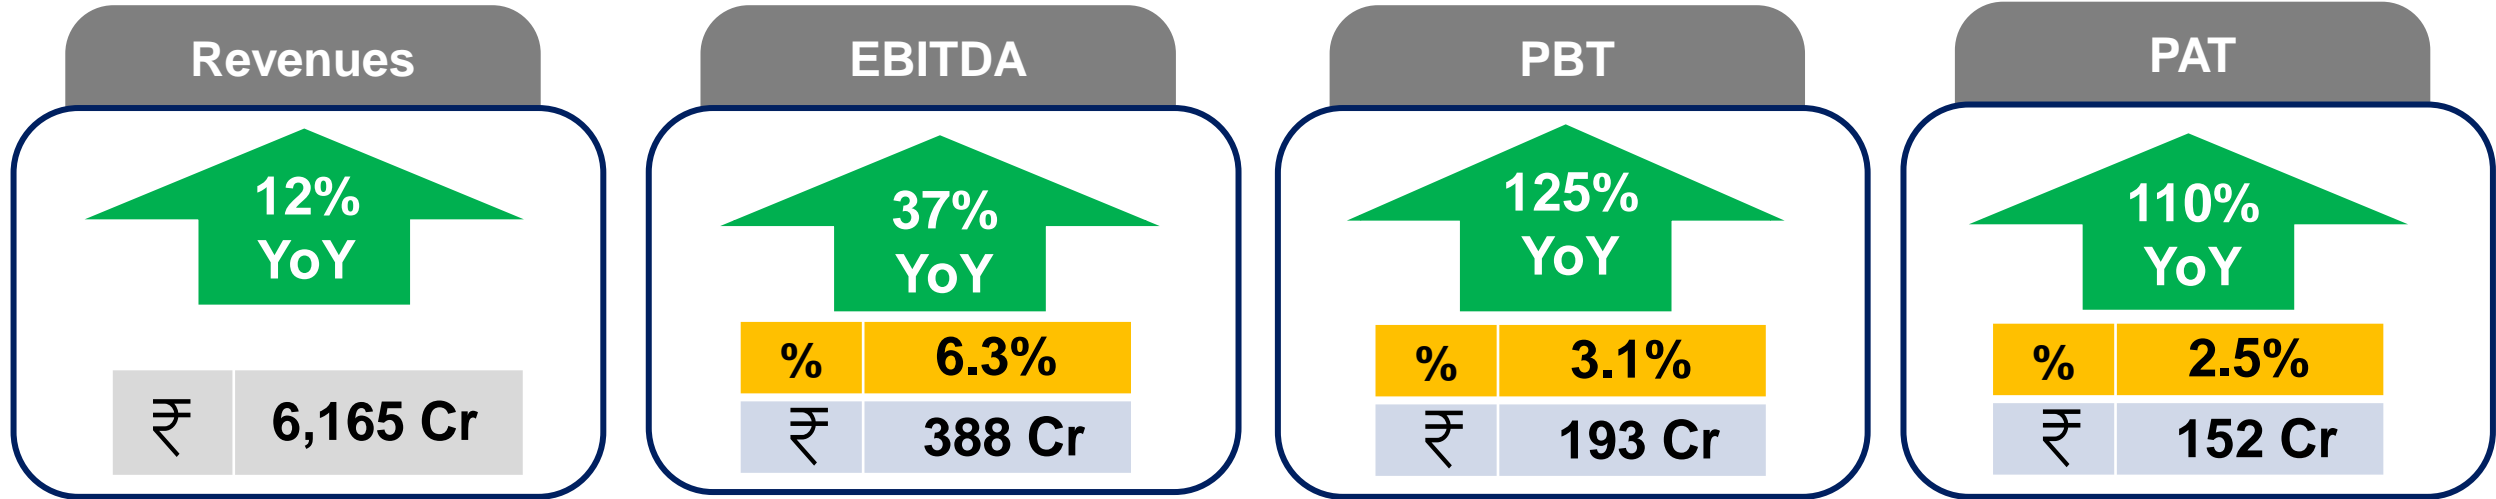 Revenues
12%
YoY
₹ 6,165 Cr
EBITDA
37%
YoY
% 6.3%
₹ 388 Cr
PBT
125%
YoY
% 3.1%
₹ 193 Cr
PAT
110%
YoY
% 2.5%
₹ 152 Cr